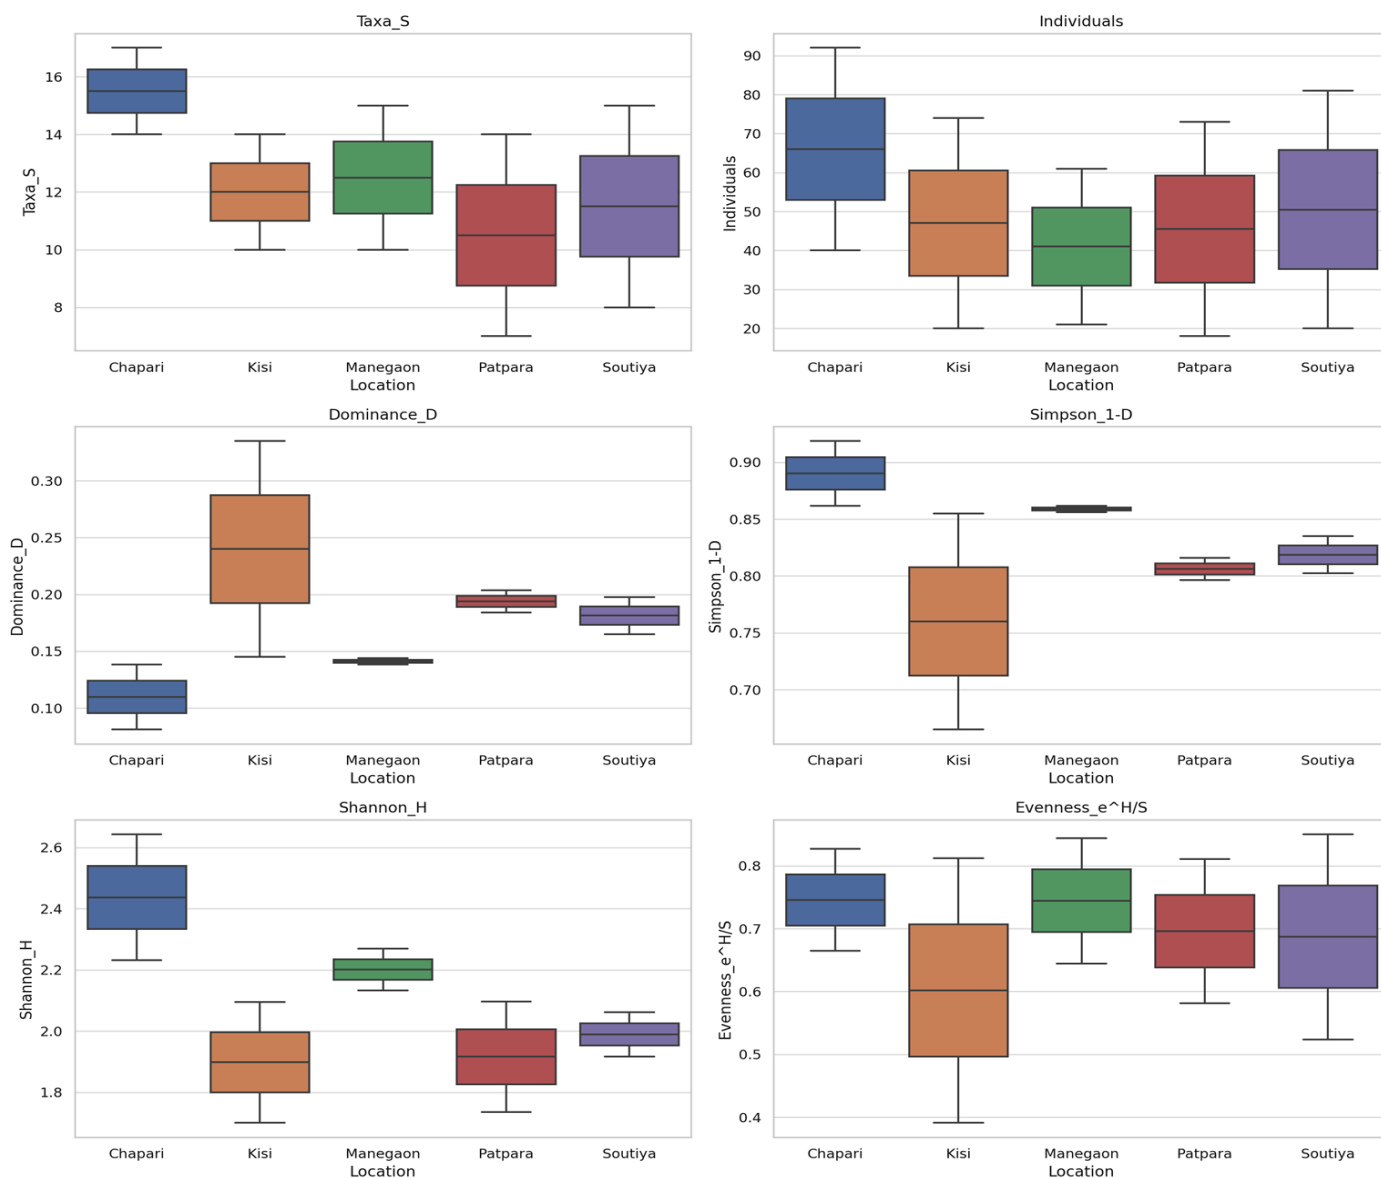 Taxa_S
Taxa_S
16
14
12
10
8
Chapari Kisi Manegaon Patpara Soutiya
Location
Individuals
Individuals
90
80
70
60
50
40
30
20
Chapari Kisi Manegaon Patpara Soutiya
Location
Dominance_D
Dominance_D
0.30
0.25
0.20
0.15
0.10
Chapari Kisi Manegaon Patpara Soutiya
Location
Simpson_1-D
Simpson_1-D
0.90
0.85
0.80
0.75
0.70
Chapari Kisi Manegaon Patpara Soutiya
Location
Shannon_H
Shannon_H
2.6
2.4
2.2
2.0
1.8
Chapari Kisi Manegaon Patpara Soutiya
Location
Evenness_e^H/S
Evenness_e^H/S
0.8
0.7
0.6
0.5
0.4
Chapari Kisi Manegaon Patpara Soutiya
Location